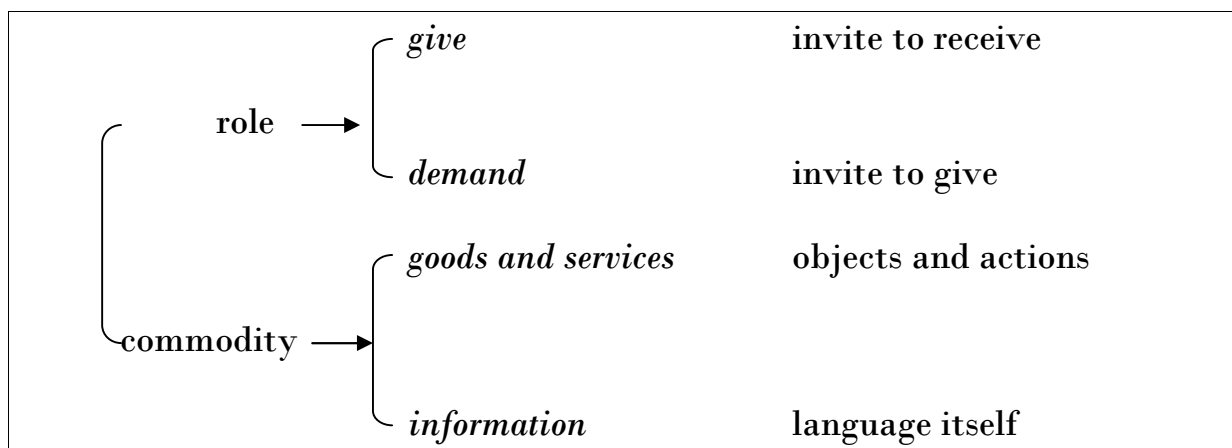 give invite to receive
role
demand invite to give
goods and services objects and actions
commodity
information language itself